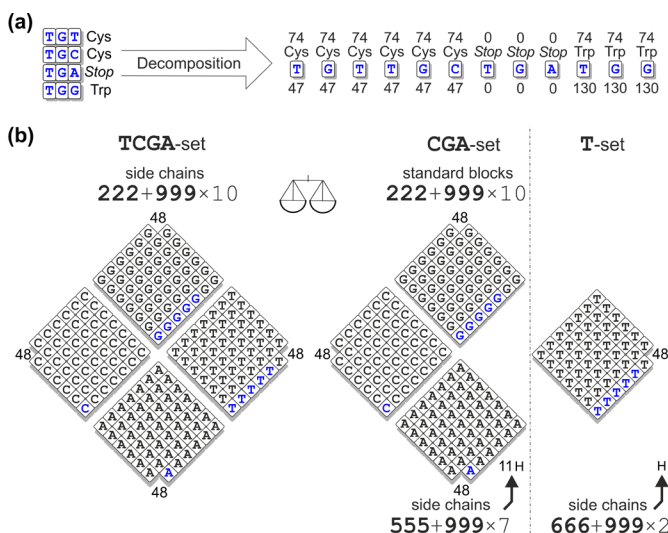 (a)
TGT Cys
TGC Cys
TGA Stop
TGG Trp
Decomposition
74 74 74 74 74 74 0 0 0 74 74 74
Cys Cys Cys Cys Cys Cys Stop Stop Stop Trp Trp Trp
T G T T G C T G A T G G
47 47 47 47 47 47 0 0 0 130 130 130
(b)
TCGA-set
side chains
222+999×10
48
48
48
48
CGA-set
standard blocks
222+999×10
48
48
48
11H
side chains
555+999×7
T-set
48
H
side chains
666+999×2